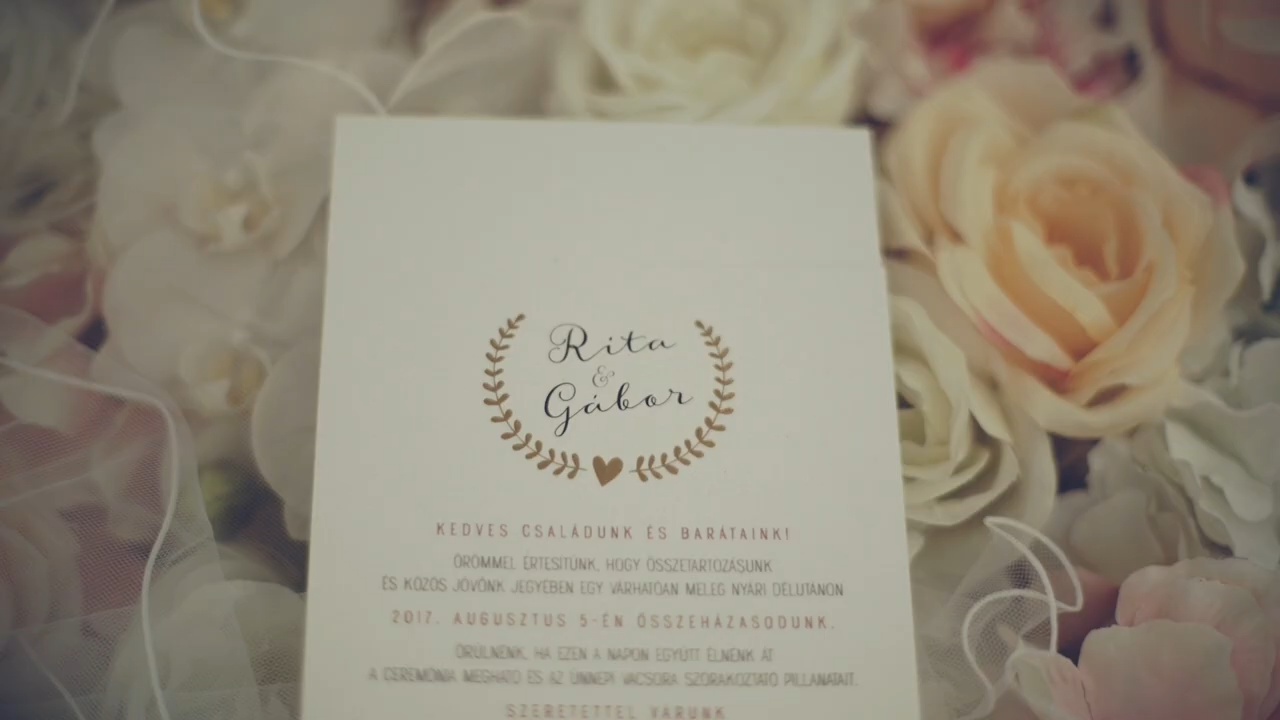 Rita
&
Gábor
KEDVES CSALÁDUNK ÉS BARÁTAINK!
ÖRÖMMEL ÉRTESÍTÜNK, HOGY ÖSSZETARTOZÁSUNK
ÉS KÖZÖS JÖVŐNK JEGYÉBEN EGY VÁRHATÓAN MELEG NYÁRI DÉLUTÁNON
2017. AUGUSZTUS 5-ÉN ÖSSZEHÁZASODUNK.
ÖRÜLNÉNK, HA EZEN A NAPON EGYÜTT ÉLNÉNK ÁT
A CEREMÓNIA MEGHATÓ ÉS AZ ÜNNEPI VACSORA SZÓRAKOZTATÓ PILLANATAIT.
SZERETETTEL VÁRUNK